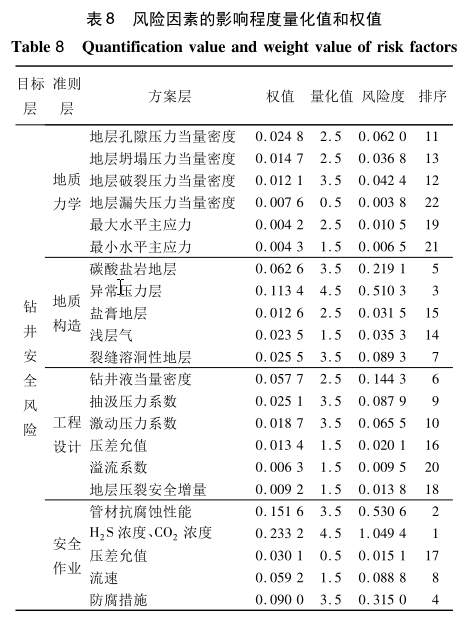 表8 风险因素的影响程度量化值和权值
Table 8 Quantification value and weight value of risk factors
目标层 准则层 方案层 权值 量化值 风险度 排序
钻井安全风险
地质力学
地层孔隙压力当量密度 0.024 8 2.5 0.062 0 11
地层坍塌压力当量密度 0.014 7 2.5 0.036 8 13
地层破裂压力当量密度 0.012 1 3.5 0.042 4 12
地层漏失压力当量密度 0.007 6 0.5 0.003 8 22
最大水平主应力 0.004 2 2.5 0.010 5 19
最小水平主应力 0.004 3 1.5 0.006 5 21
地质构造
碳酸盐岩地层 0.062 6 3.5 0.219 1 5
异常压力层 0.113 4 4.5 0.510 3 3
盐膏地层 0.012 6 2.5 0.031 5 15
浅层气 0.023 5 1.5 0.035 3 14
裂缝溶洞性地层 0.025 5 3.5 0.089 3 7
工程设计
钻井液当量密度 0.057 7 2.5 0.144 3 6
抽汲压力系数 0.025 1 3.5 0.087 9 9
激动压力系数 0.018 7 3.5 0.065 5 10
压差允值 0.013 4 1.5 0.020 1 16
溢流系数 0.006 3 1.5 0.009 5 20
地层压裂安全增量 0.009 2 1.5 0.013 8 18
安全作业
管材抗腐蚀性能 0.151 6 3.5 0.530 6 2
H₂S 浓度、CO₂ 浓度 0.233 2 4.5 1.049 4 1
压差允值 0.030 1 0.5 0.015 1 17
流速 0.059 2 1.5 0.088 8 8
防腐措施 0.090 0 3.5 0.315 0 4